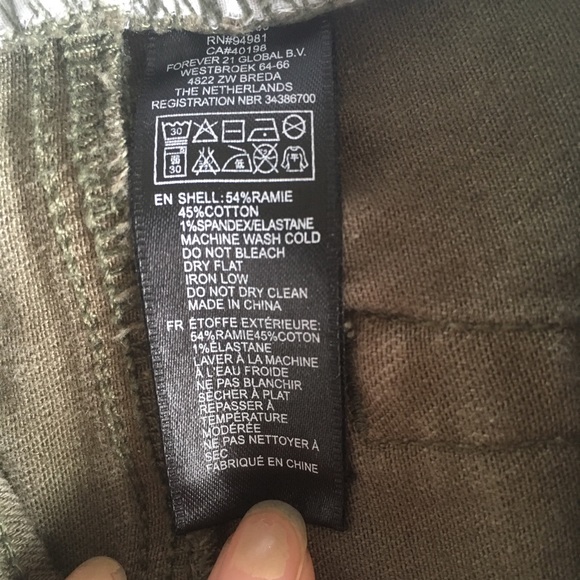 RN#94981
CA#40198
FOREVER 21 GLOBAL B.V.
WESTBROEK 64-66
4822 ZW BREDA
THE NETHERLANDS
REGISTRATION NBR 34386700
30
30
EN SHELL:54%RAMIE
45%COTTON
1%SPANDEX/ELASTANE
MACHINE WASH COLD
DO NOT BLEACH
DRY FLAT
IRON LOW
DO NOT DRY CLEAN
MADE IN CHINA
FR ÉTOFFE EXTÉRIEURE:
54%RAMIE45%COTON
1%ÉLASTANE
LAVER À LA MACHINE
À L'EAU FROIDE
NE PAS BLANCHIR
SÉCHER À PLAT
REPASSER À
TEMPÉRATURE
MODÉRÉE
NE PAS NETTOYER À
SEC
FABRIQUÉ EN CHINE